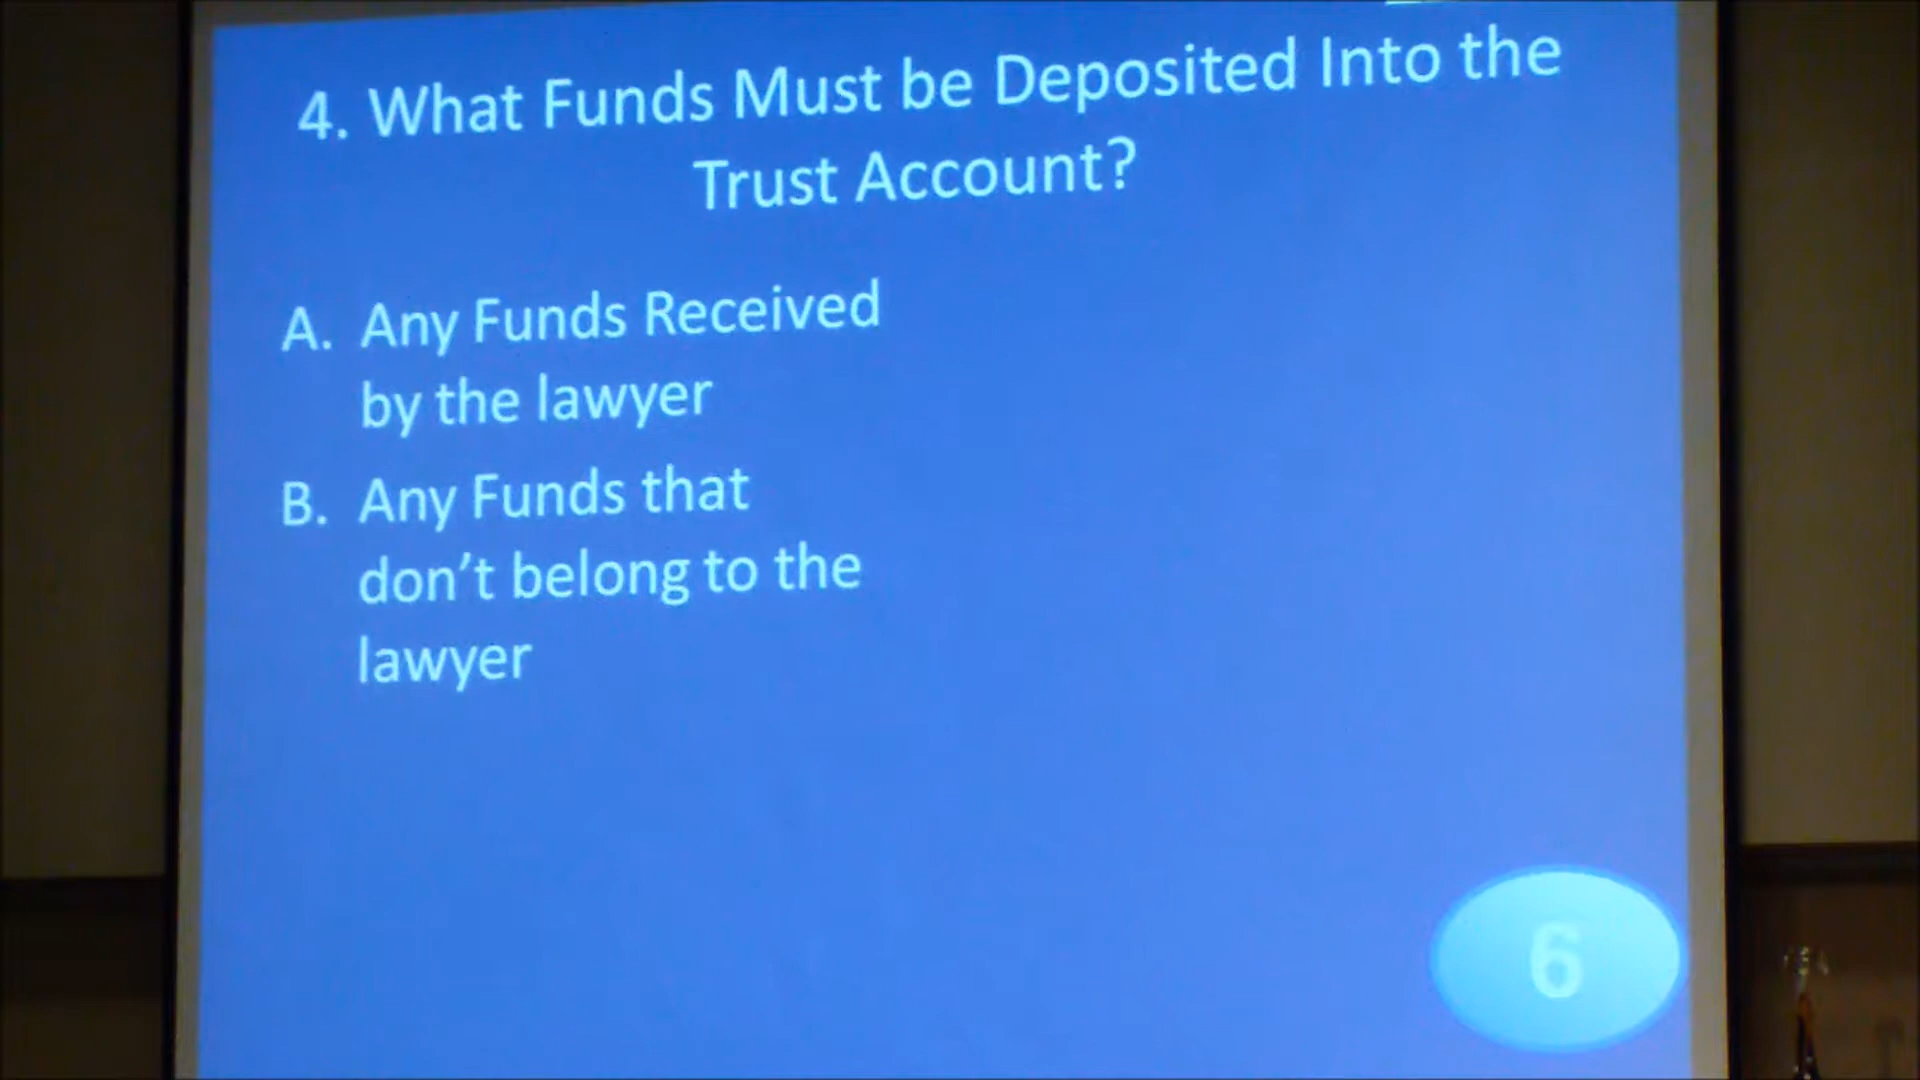 4. What Funds Must be Deposited Into the
Trust Account?
A. Any Funds Received
by the lawyer
B. Any Funds that
don't belong to the
lawyer
6